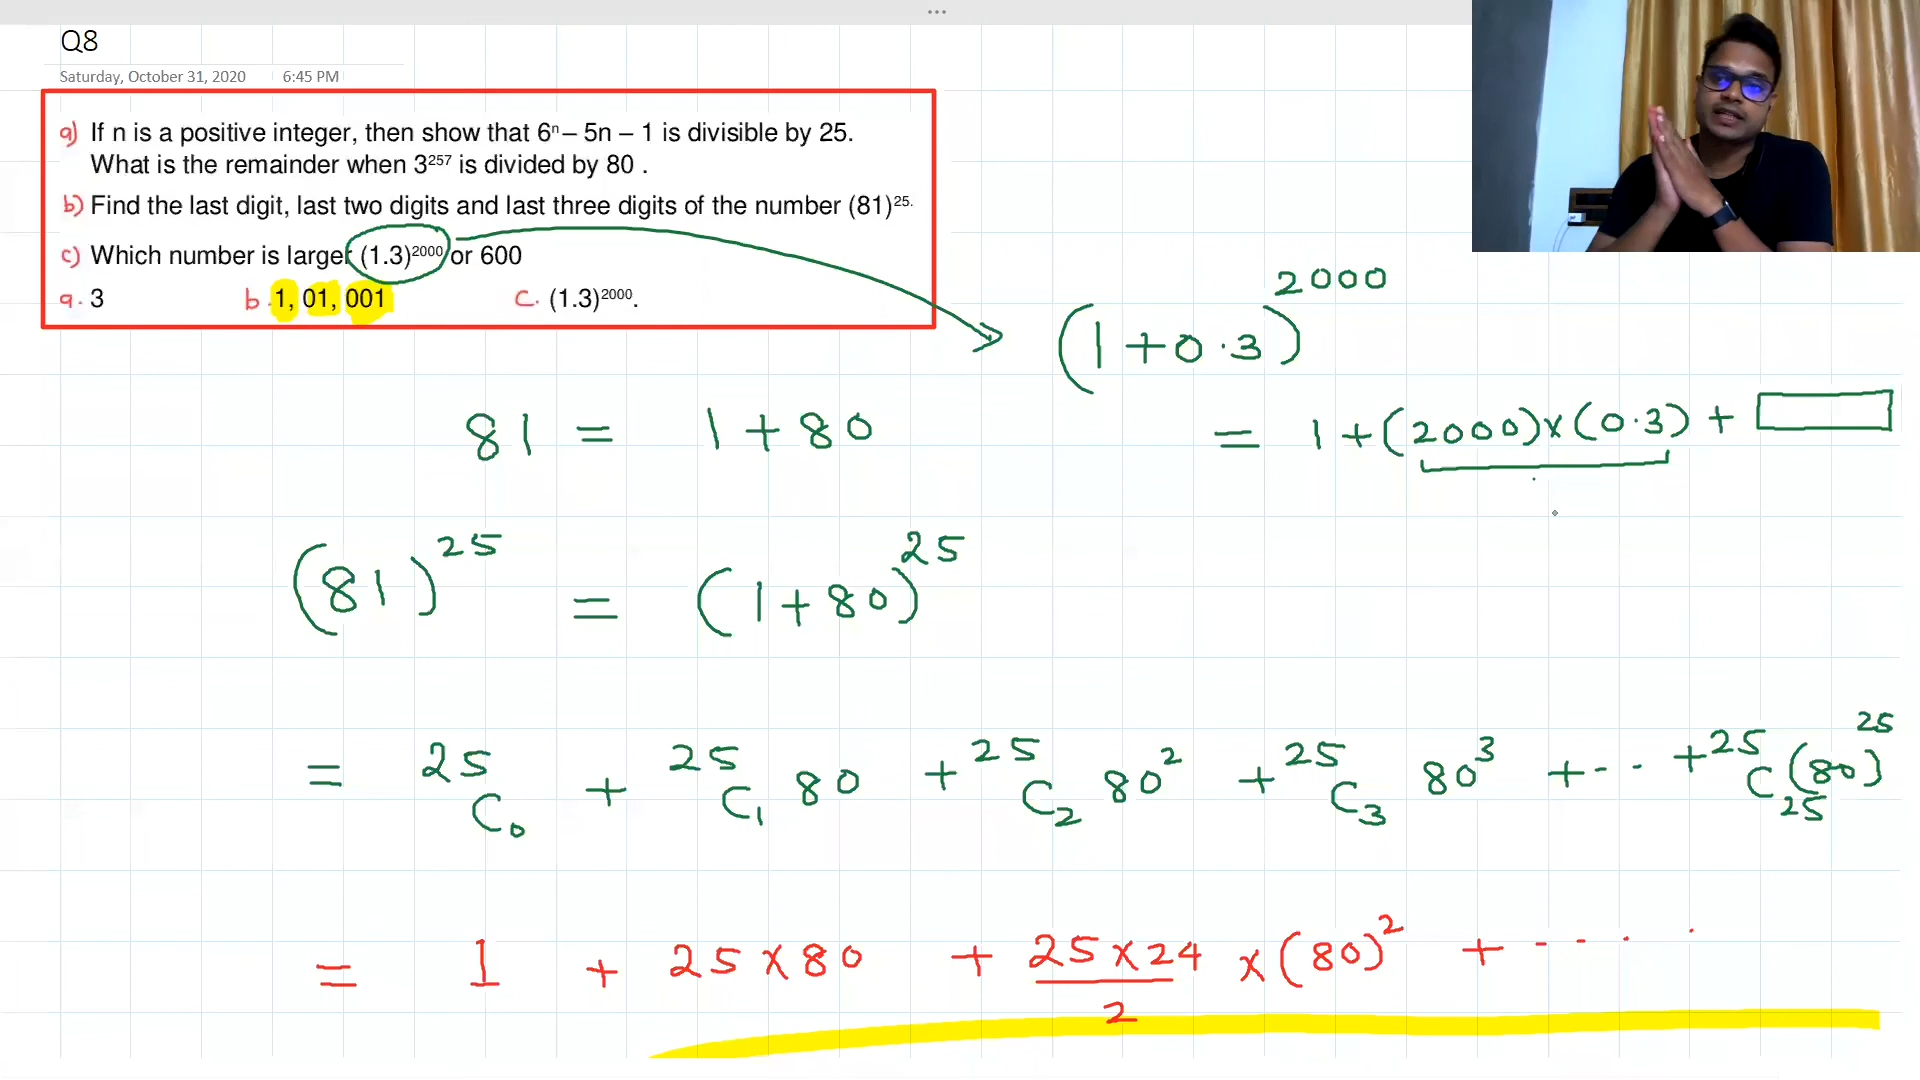 Q8
Saturday, October 31, 2020 6:45 PM
a) If n is a positive integer, then show that 6ⁿ – 5n – 1 is divisible by 25.
What is the remainder when 3²⁵⁷ is divided by 80 .
b) Find the last digit, last two digits and last three digits of the number (81)²⁵·
c) Which number is larger (1.3)²⁰⁰⁰ or 600
a. 3 b. 1, 01, 001 c. (1.3)²⁰⁰⁰.
(1+0.3)²⁰⁰⁰
= 1+(2000)×(0.3) +
81 = 1+80
(81)²⁵ = (1+80)²⁵
= ²⁵C₀ + ²⁵C₁ 80 + ²⁵C₂ 80² + ²⁵C₃ 80³ +-- .. + ²⁵C₂₅ (80)²⁵
= 1 + 25×80 + 25×24/2 × (80)² + - - - . .